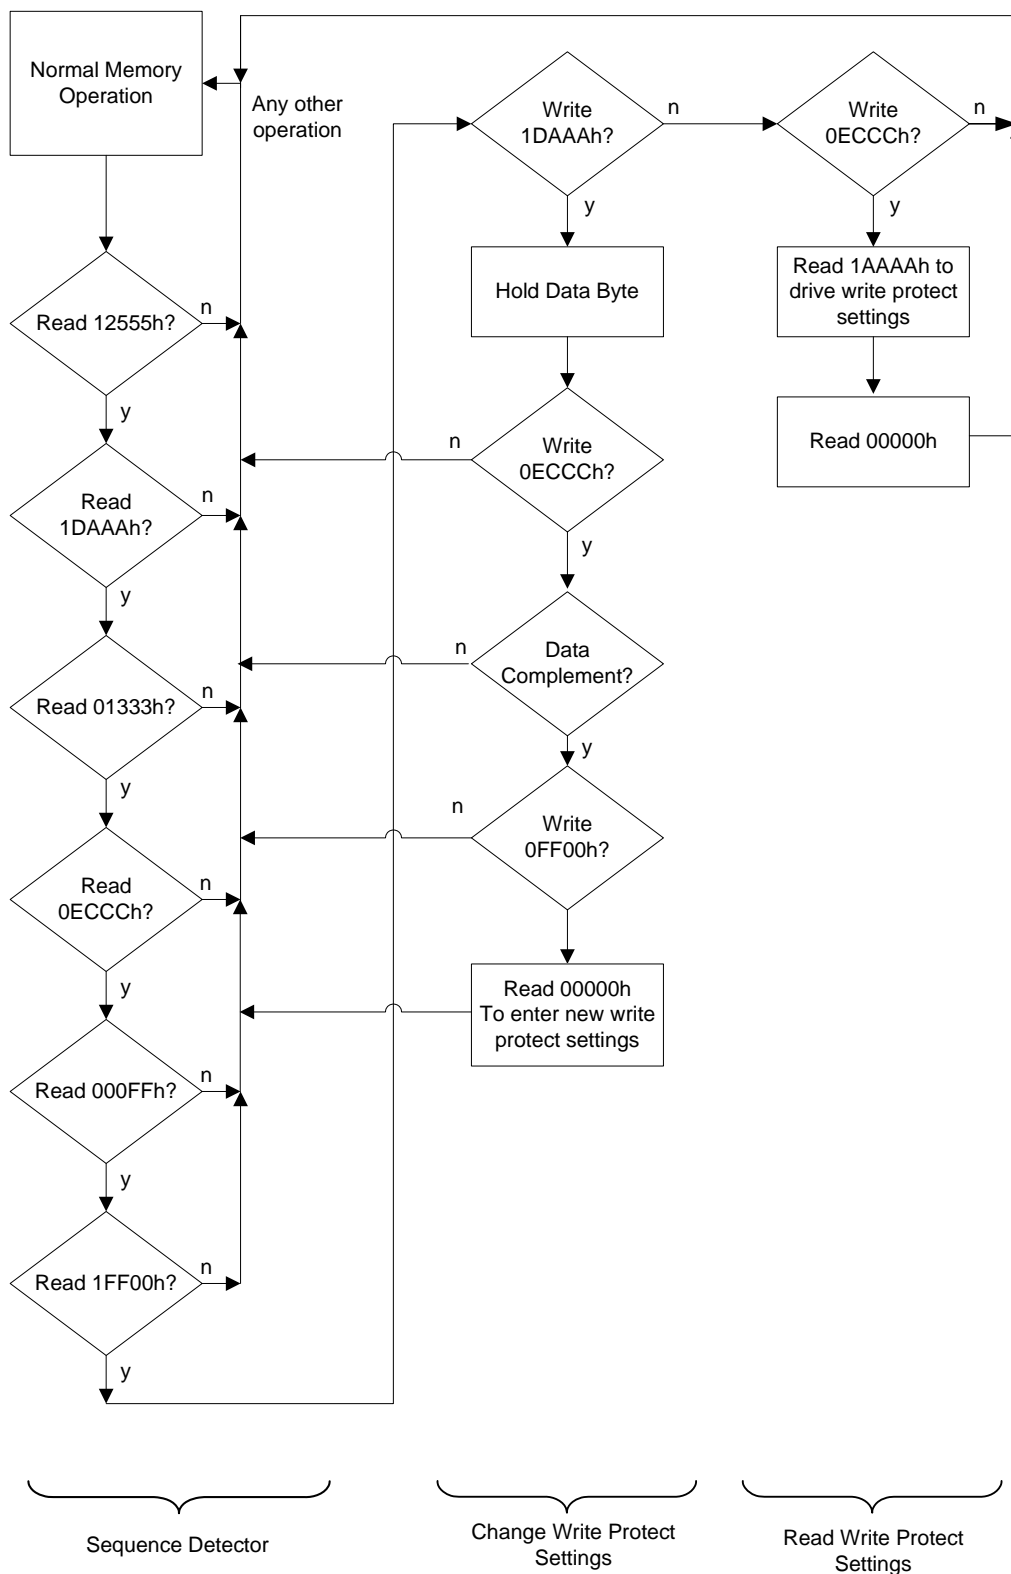 Normal Memory
Operation
Any other
operation
Read 12555h?
n
y
Read
1DAAAh?
n
y
Read 01333h?
n
y
Read
0ECCCh?
n
y
Read 000FFh?
n
y
Read 1FF00h?
n
y
Write
1DAAAh?
n
y
Hold Data Byte
Write
0ECCCh?
n
y
Data
Complement?
n
y
Write
0FF00h?
n
Read 00000h
To enter new write
protect settings
Write
0ECCCh?
n
y
Read 1AAAAh to
drive write protect
settings
Read 00000h
Sequence Detector
Change Write Protect
Settings
Read Write Protect
Settings